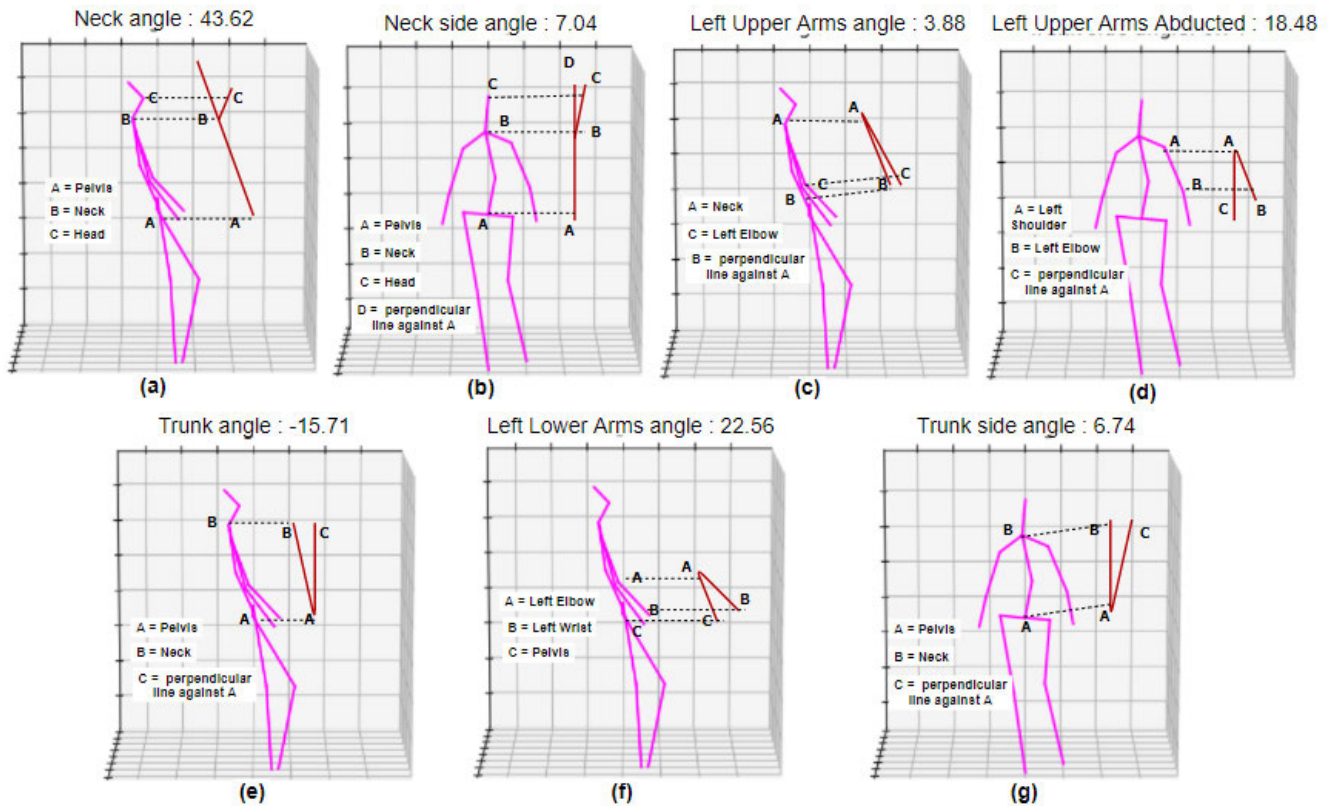 Neck angle : 43.62
C
C
B
B
A = Pelvis
B = Neck
C = Head
A
A
(a)
Neck side angle : 7.04
D
C
C
B
B
A = Pelvis
A
A
B = Neck
C = Head
D = perpendicular
line against A
(b)
Left Upper Arms angle : 3.88
A
A
C
C
B
B
A = Neck
C = Left Elbow
B = perpendicular
line against A
(c)
Left Upper Arms Abducted : 18.48
A
A
B
C
B
A = Left
Shoulder
B = Left Elbow
C = perpendicular
line against A
(d)
Trunk angle : -15.71
B
B
C
A
A
A = Pelvis
B = Neck
C = perpendicular
line against A
(e)
Left Lower Arms angle : 22.56
A
A
B
B
C
C
A = Left Elbow
B = Left Wrist
C = Pelvis
(f)
Trunk side angle : 6.74
B
B
C
A
A
A = Pelvis
B = Neck
C = perpendicular
line against A
(g)